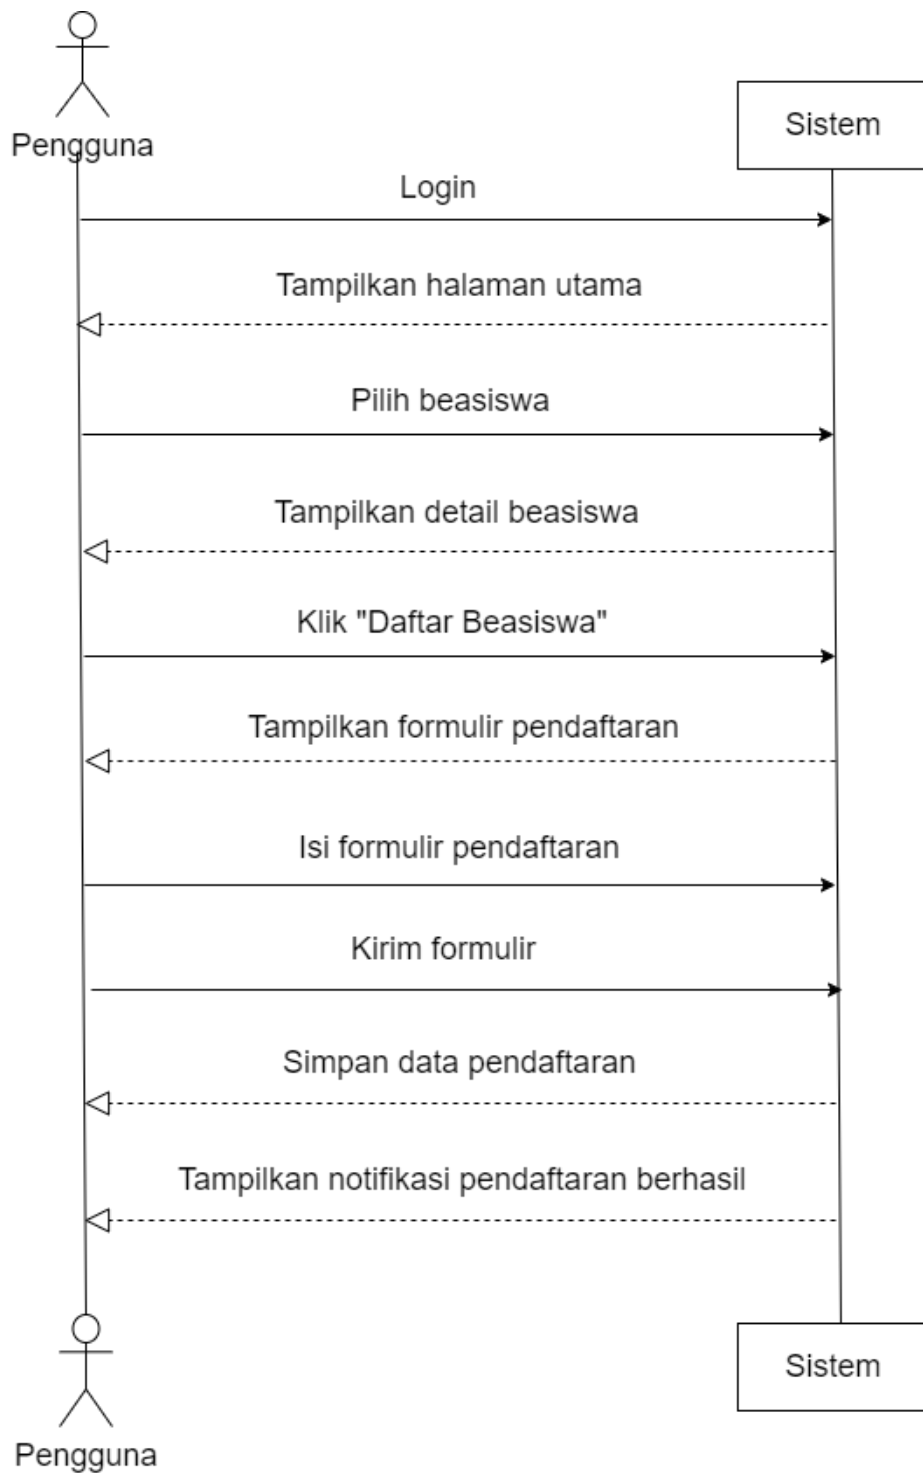 Pengguna
Sistem
Login
Tampilkan halaman utama
Pilih beasiswa
Tampilkan detail beasiswa
Klik "Daftar Beasiswa"
Tampilkan formulir pendaftaran
Isi formulir pendaftaran
Kirim formulir
Simpan data pendaftaran
Tampilkan notifikasi pendaftaran berhasil
Sistem
Pengguna